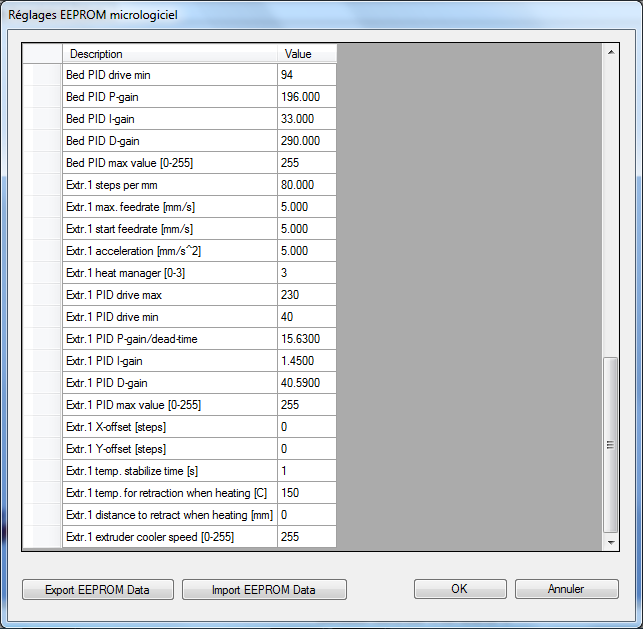 Réglages EEPROM micrologiciel
Description Value
Bed PID drive min 94
Bed PID P-gain 196.000
Bed PID I-gain 33.000
Bed PID D-gain 290.000
Bed PID max value [0-255] 255
Extr.1 steps per mm 80.000
Extr.1 max. feedrate [mm/s] 5.000
Extr.1 start feedrate [mm/s] 5.000
Extr.1 acceleration [mm/s^2] 5.000
Extr.1 heat manager [0-3] 3
Extr.1 PID drive max 230
Extr.1 PID drive min 40
Extr.1 PID P-gain/dead-time 15.6300
Extr.1 PID I-gain 1.4500
Extr.1 PID D-gain 40.5900
Extr.1 PID max value [0-255] 255
Extr.1 X-offset [steps] 0
Extr.1 Y-offset [steps] 0
Extr.1 temp. stabilize time [s] 1
Extr.1 temp. for retraction when heating [C] 150
Extr.1 distance to retract when heating [mm] 0
Extr.1 extruder cooler speed [0-255] 255
Export EEPROM Data Import EEPROM Data OK Annuler